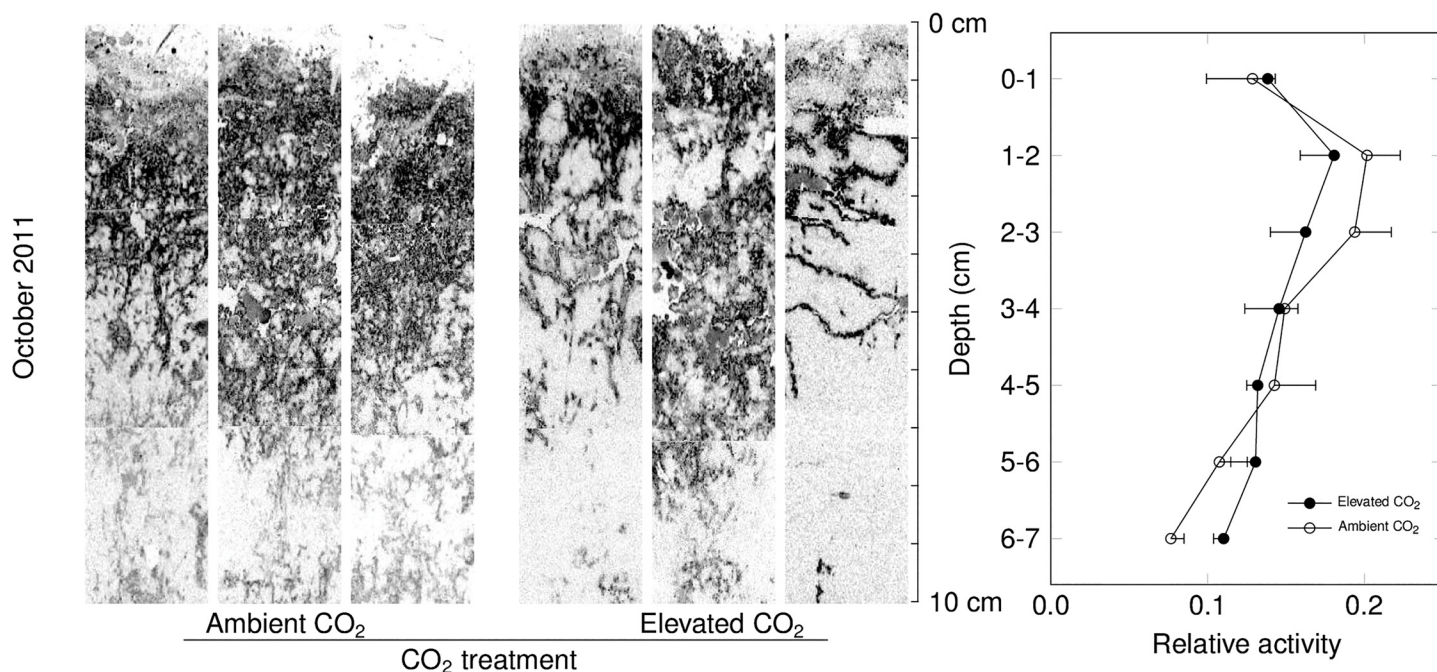 October 2011
Ambient CO₂
Elevated CO₂
CO₂ treatment
0 cm
10 cm
Depth (cm)
0-1
1-2
2-3
3-4
4-5
5-6
6-7
Elevated CO₂
Ambient CO₂
0.0
0.1
0.2
Relative activity